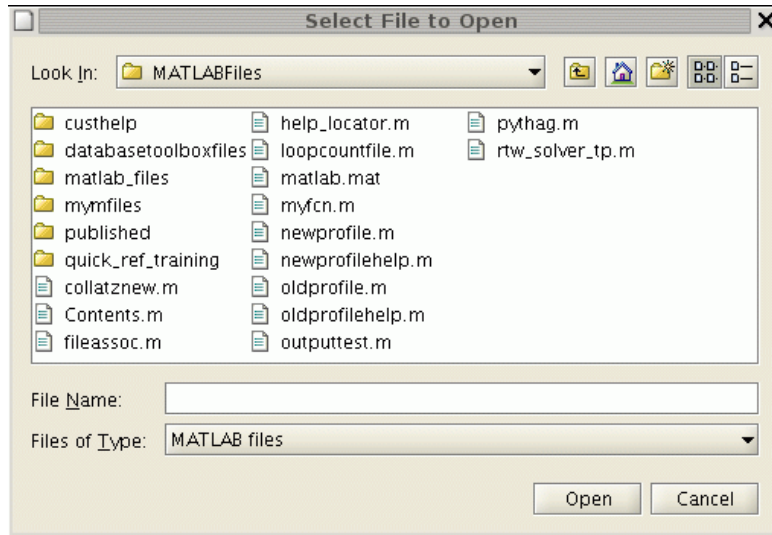 Select File to Open
Look In: MATLABFiles
custhelp
databasetoolboxfiles
matlab_files
mymfiles
published
quick_ref_training
collatznew.m
Contents.m
fileassoc.m
help_locator.m
loopcountfile.m
matlab.mat
myfcn.m
newprofile.m
newprofilehelp.m
oldprofile.m
oldprofilehelp.m
outputtest.m
pythag.m
rtw_solver_tp.m
File Name:
Files of Type: MATLAB files
Open Cancel